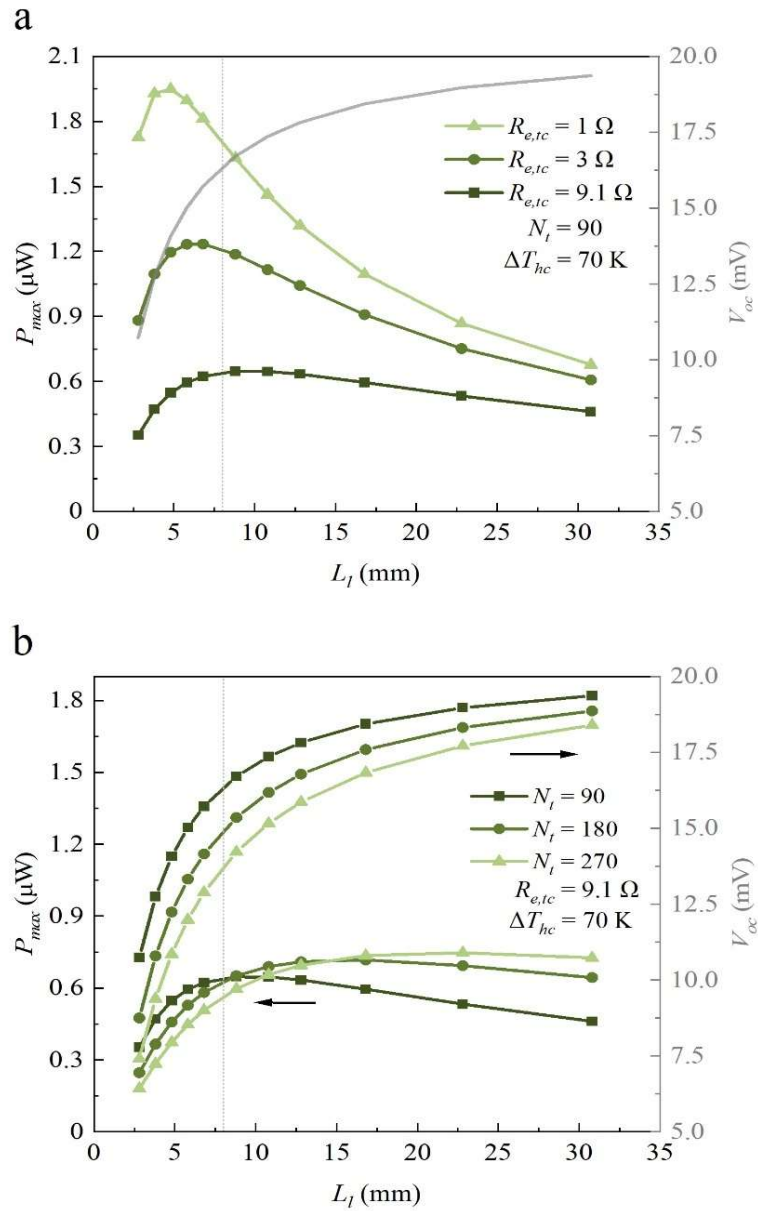 a
2.1
1.8
1.5
1.2
0.9
0.6
0.3
0
P_max (μW)
20.0
17.5
15.0
12.5
10.0
7.5
5.0
V_oc (mV)
R_e,tc = 1 Ω
R_e,tc = 3 Ω
R_e,tc = 9.1 Ω
N_t = 90
ΔT_hc = 70 K
0 5 10 15 20 25 30 35
L_l (mm)
b
1.8
1.5
1.2
0.9
0.6
0.3
0
P_max (μW)
20.0
17.5
15.0
12.5
10.0
7.5
5.0
V_oc (mV)
N_t = 90
N_t = 180
N_t = 270
R_e,tc = 9.1 Ω
ΔT_hc = 70 K
0 5 10 15 20 25 30 35
L_l (mm)